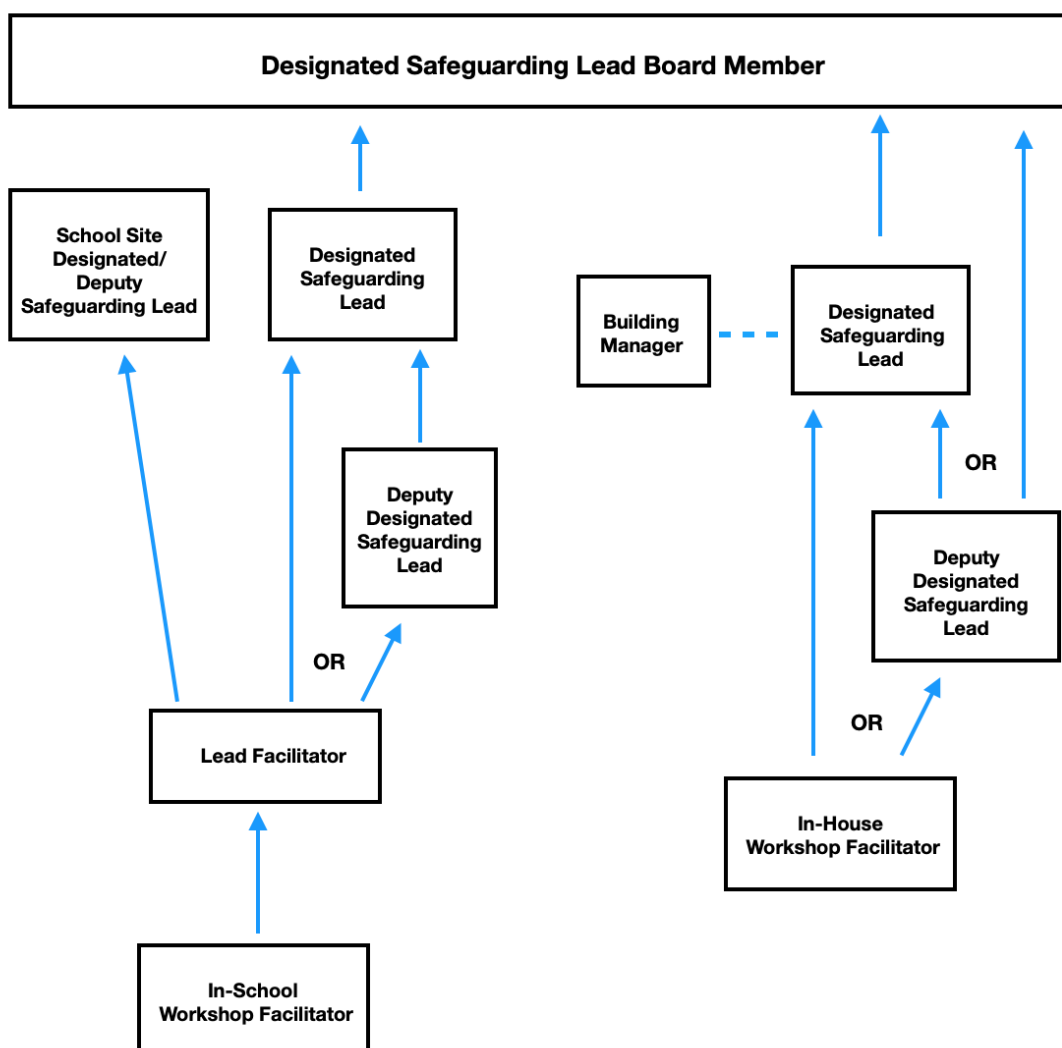 Designated Safeguarding Lead Board Member
School Site
Designated/
Deputy
Safeguarding Lead
Designated
Safeguarding
Lead
Building
Manager
Designated
Safeguarding
Lead
Deputy
Designated
Safeguarding
Lead
OR
Deputy
Designated
Safeguarding
Lead
OR
Lead Facilitator
OR
In-House
Workshop Facilitator
In-School
Workshop Facilitator